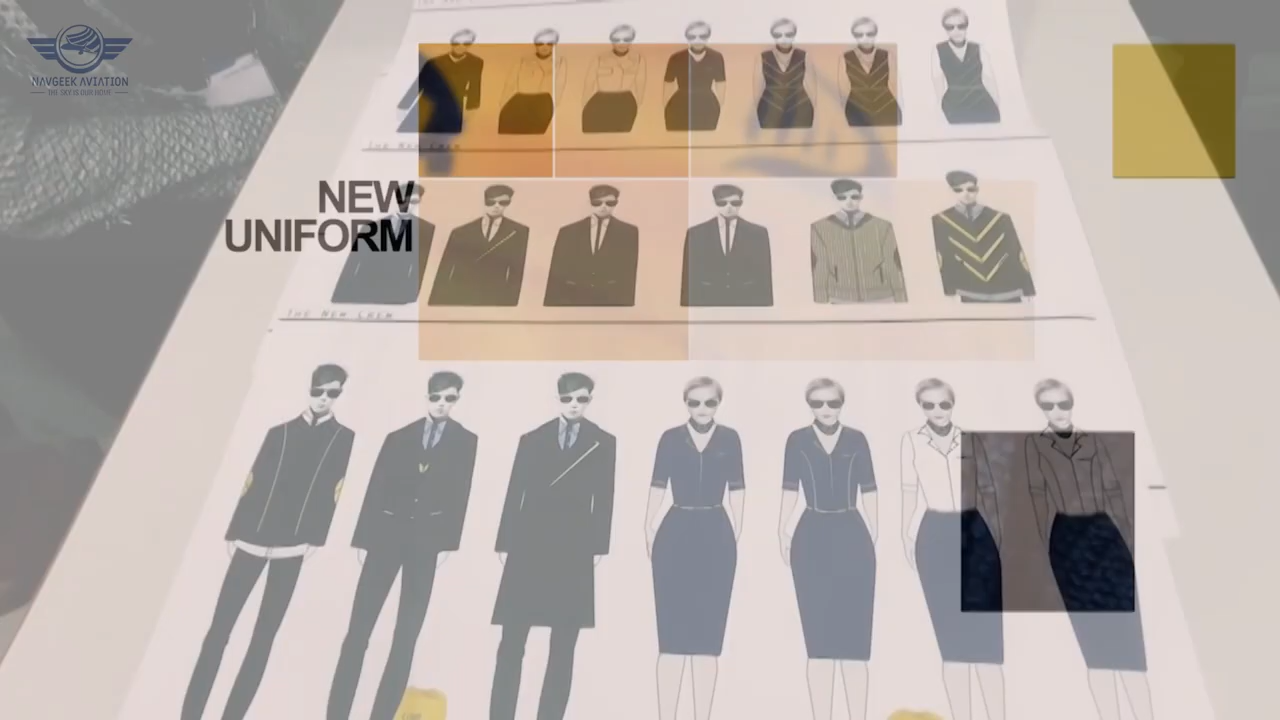 NAVGEEK AVIATION
THE SKY IS OUR HOME
THE NEW CREW
NEW
UNIFORM
THE NEW CREW